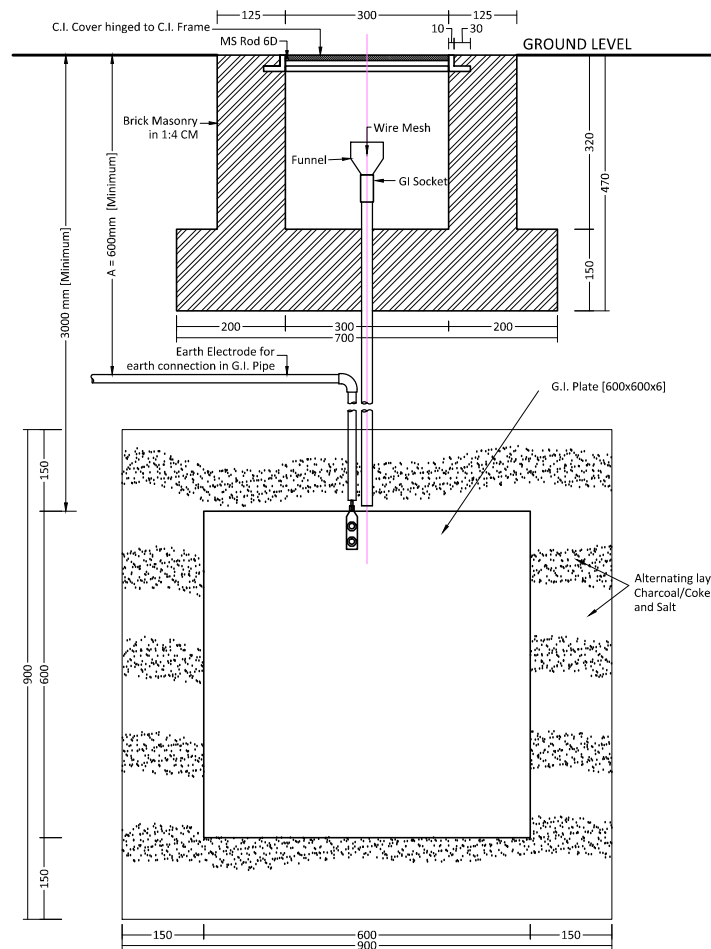 125
300
125
C.I. Cover hinged to C.I. Frame
MS Rod 6D
10
30
GROUND LEVEL
Brick Masonry
in 1:4 CM
Wire Mesh
Funnel
GI Socket
320
470
150
A = 600mm [Minimum]
3000 mm [Minimum]
200
300
200
700
Earth Electrode for
earth connection in G.I. Pipe
G.I. Plate [600x600x6]
150
Alternating lay
Charcoal/Coke
and Salt
900
600
150
150
600
150
900